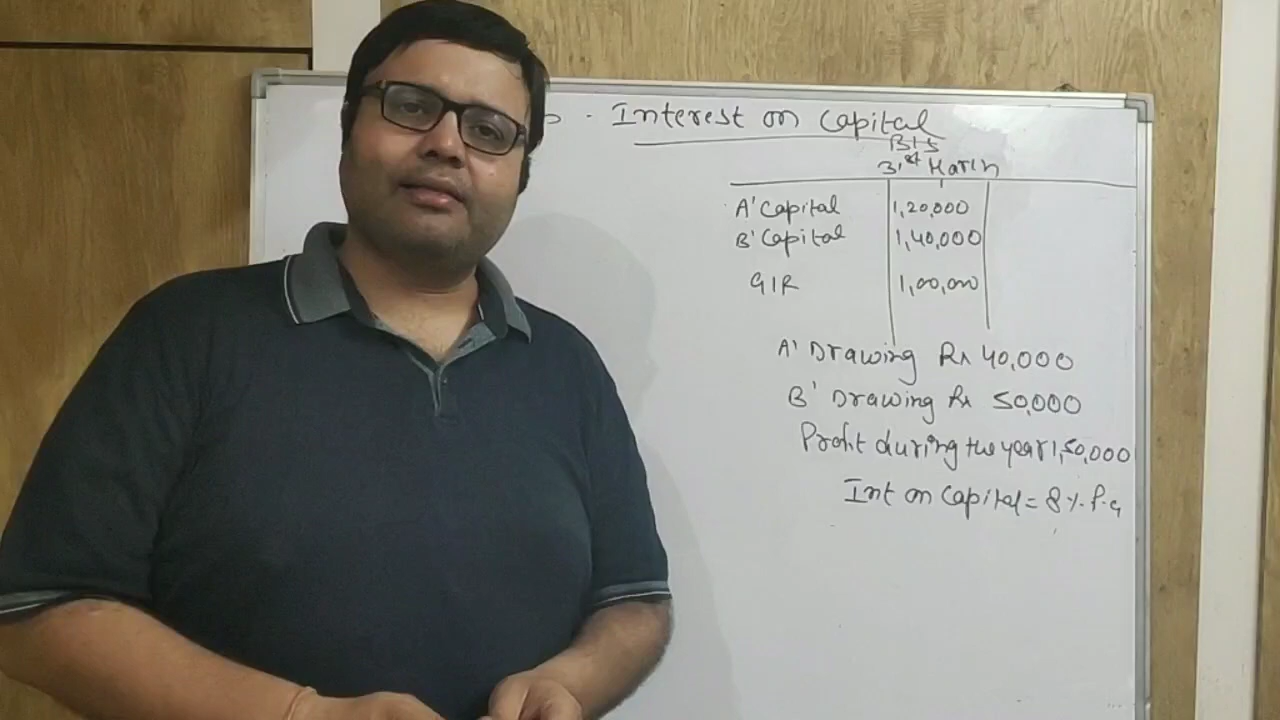 Interest on Capital
B/S
31st March
A' Capital 1,20,000
B' Capital 1,40,000
G/R 1,00,000
A' Drawing Rs 40,000
B' Drawing Rs 50,000
Profit during the year 1,50,000
Int on Capital = 8%. P.a